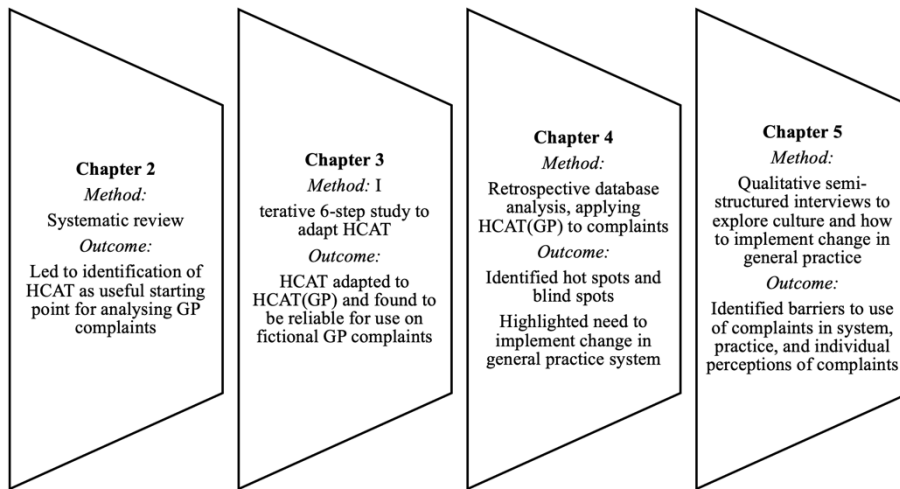 Chapter 2
Method:
Systematic review
Outcome:
Led to identification of
HCAT as useful starting
point for analysing GP
complaints
Chapter 3
Method: I
terative 6-step study to
adapt HCAT
Outcome:
HCAT adapted to
HCAT(GP) and found to
be reliable for use on
fictional GP complaints
Chapter 4
Method:
Retrospective database
analysis, applying
HCAT(GP) to complaints
Outcome:
Identified hot spots and
blind spots
Highlighted need to
implement change in
general practice system
Chapter 5
Method:
Qualitative semi-
structured interviews to
explore culture and how
to implement change in
general practice
Outcome:
Identified barriers to use
of complaints in system,
practice, and individual
perceptions of complaints